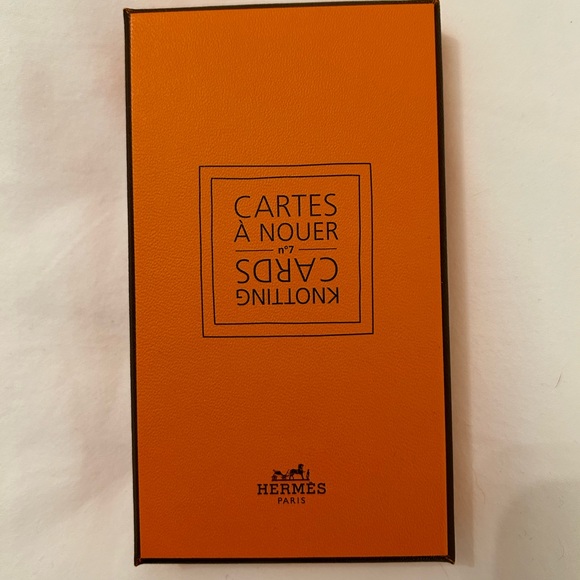 CARTES
À NOUER
n°7
KNOTTING
CARDS
HERMÈS
PARIS